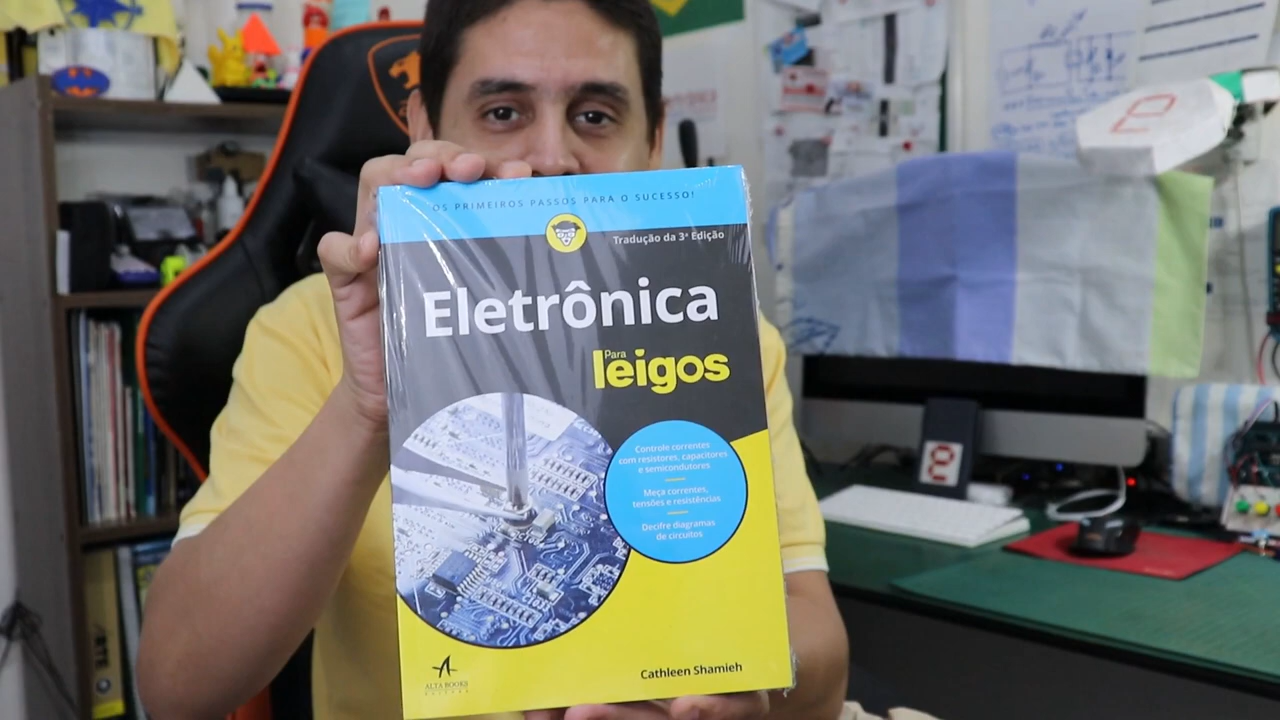 OS PRIMEIROS PASSOS PARA O SUCESSO!
Tradução da 3ª Edição
Eletrônica
Para
leigos
Controle correntes
com resistores, capacitores
e semicondutores
Meça correntes,
tensões e resistências
Decifre diagramas
de circuitos
ALTA BOOKS
EDITORA
Cathleen Shamieh